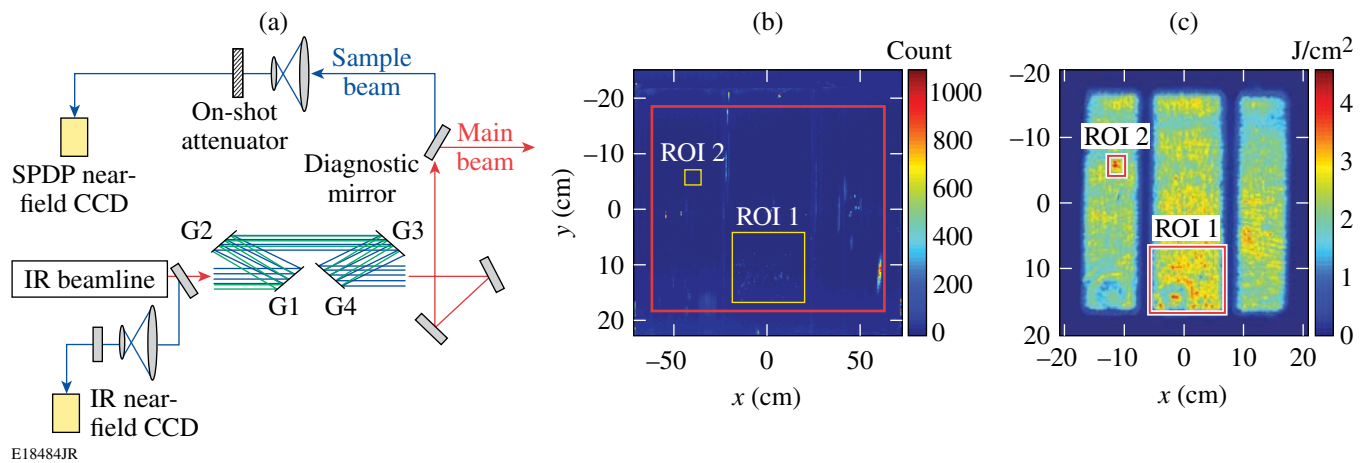 (a)
Sample
beam
On-shot
attenuator
SPDP near-
field CCD
Diagnostic
mirror
Main
beam
G2
G3
IR beamline
G1
G4
IR near-
field CCD
E18484JR
(b)
Count
1000
800
600
400
200
0
−20
−10
0
10
20
y (cm)
ROI 2
ROI 1
−50
0
50
x (cm)
(c)
J/cm2
4
3
2
1
0
−20
−10
0
10
20
ROI 2
ROI 1
−20
−10
0
10
20
x (cm)